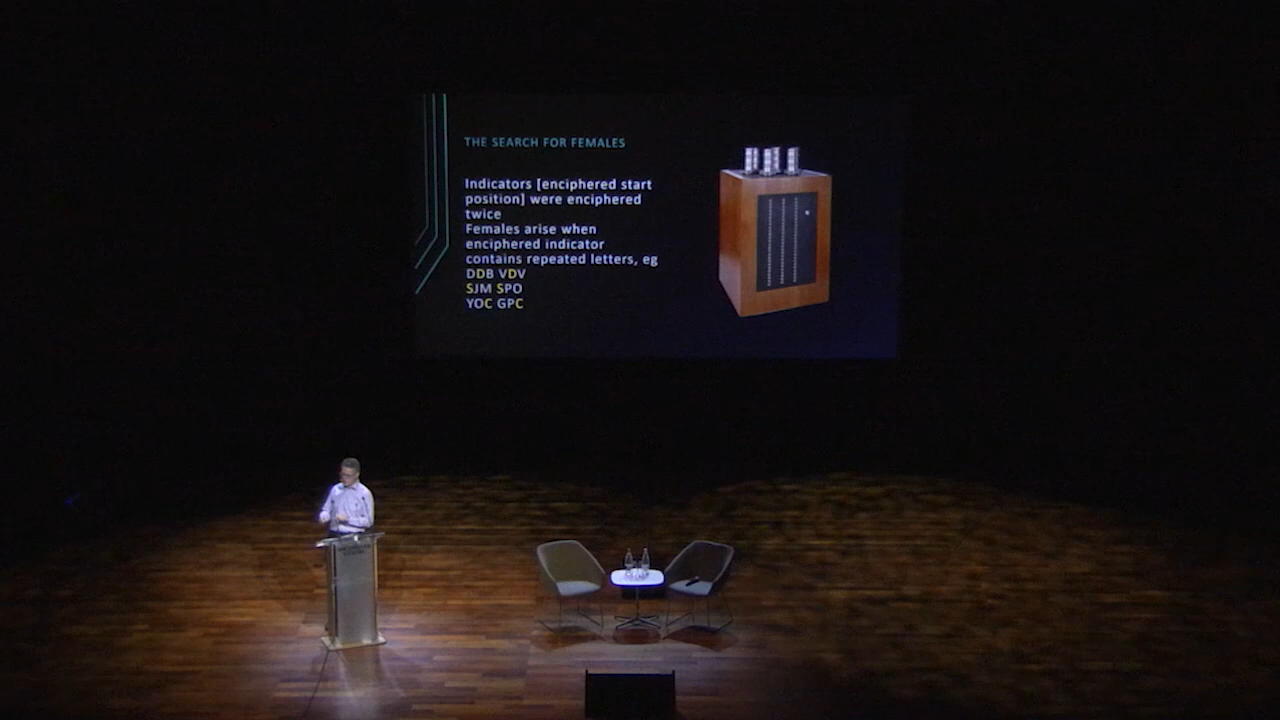 THE SEARCH FOR FEMALES
Indicators [enciphered start
position] were enciphered
twice
Females arise when
enciphered indicator
contains repeated letters, eg
DDB VDV
SJM SPO
YOC GPC